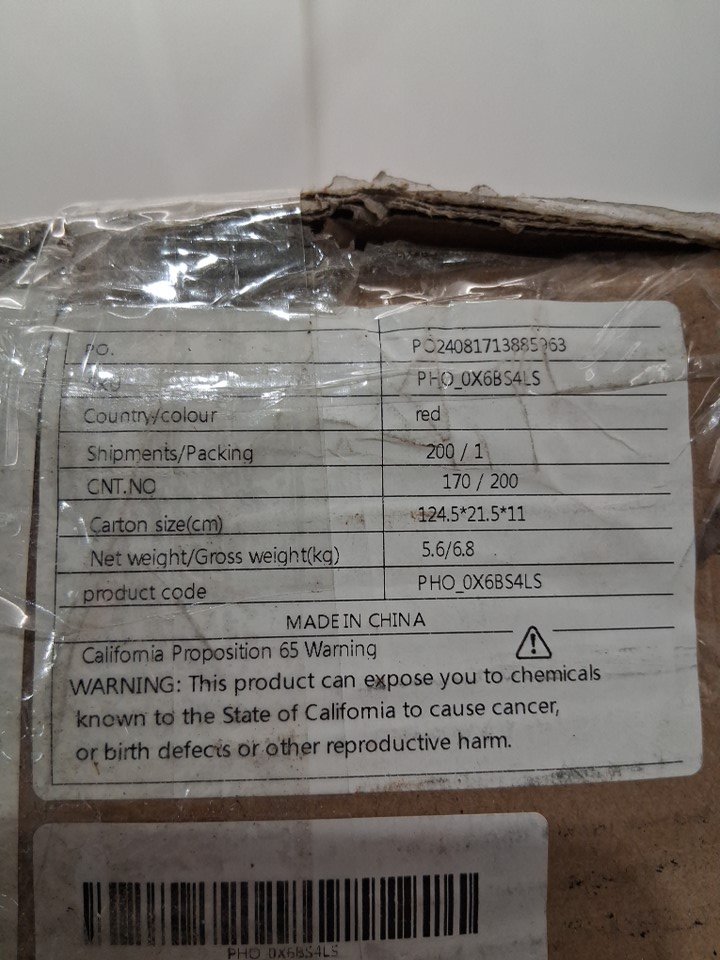 PO. PO24081713885963
SKU PHO_0X6BS4LS
Country/colour red
Shipments/Packing 200 / 1
CNT.NO 170 / 200
Carton size(cm) 124.5*21.5*11
Net weight/Gross weight(kg) 5.6/6.8
product code PHO_0X6BS4LS
MADE IN CHINA
California Proposition 65 Warning
WARNING: This product can expose you to chemicals
known to the State of California to cause cancer,
or birth defects or other reproductive harm.
PHO_0X6BS4LS